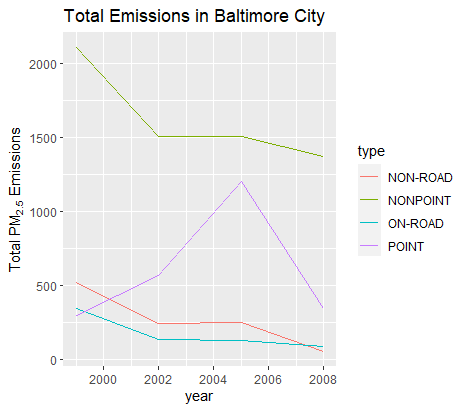 Total Emissions in Baltimore City
2000
1500
1000
500
0
Total PM2.5 Emissions
2000 2002 2004 2006 2008
year
type
NON-ROAD
NONPOINT
ON-ROAD
POINT